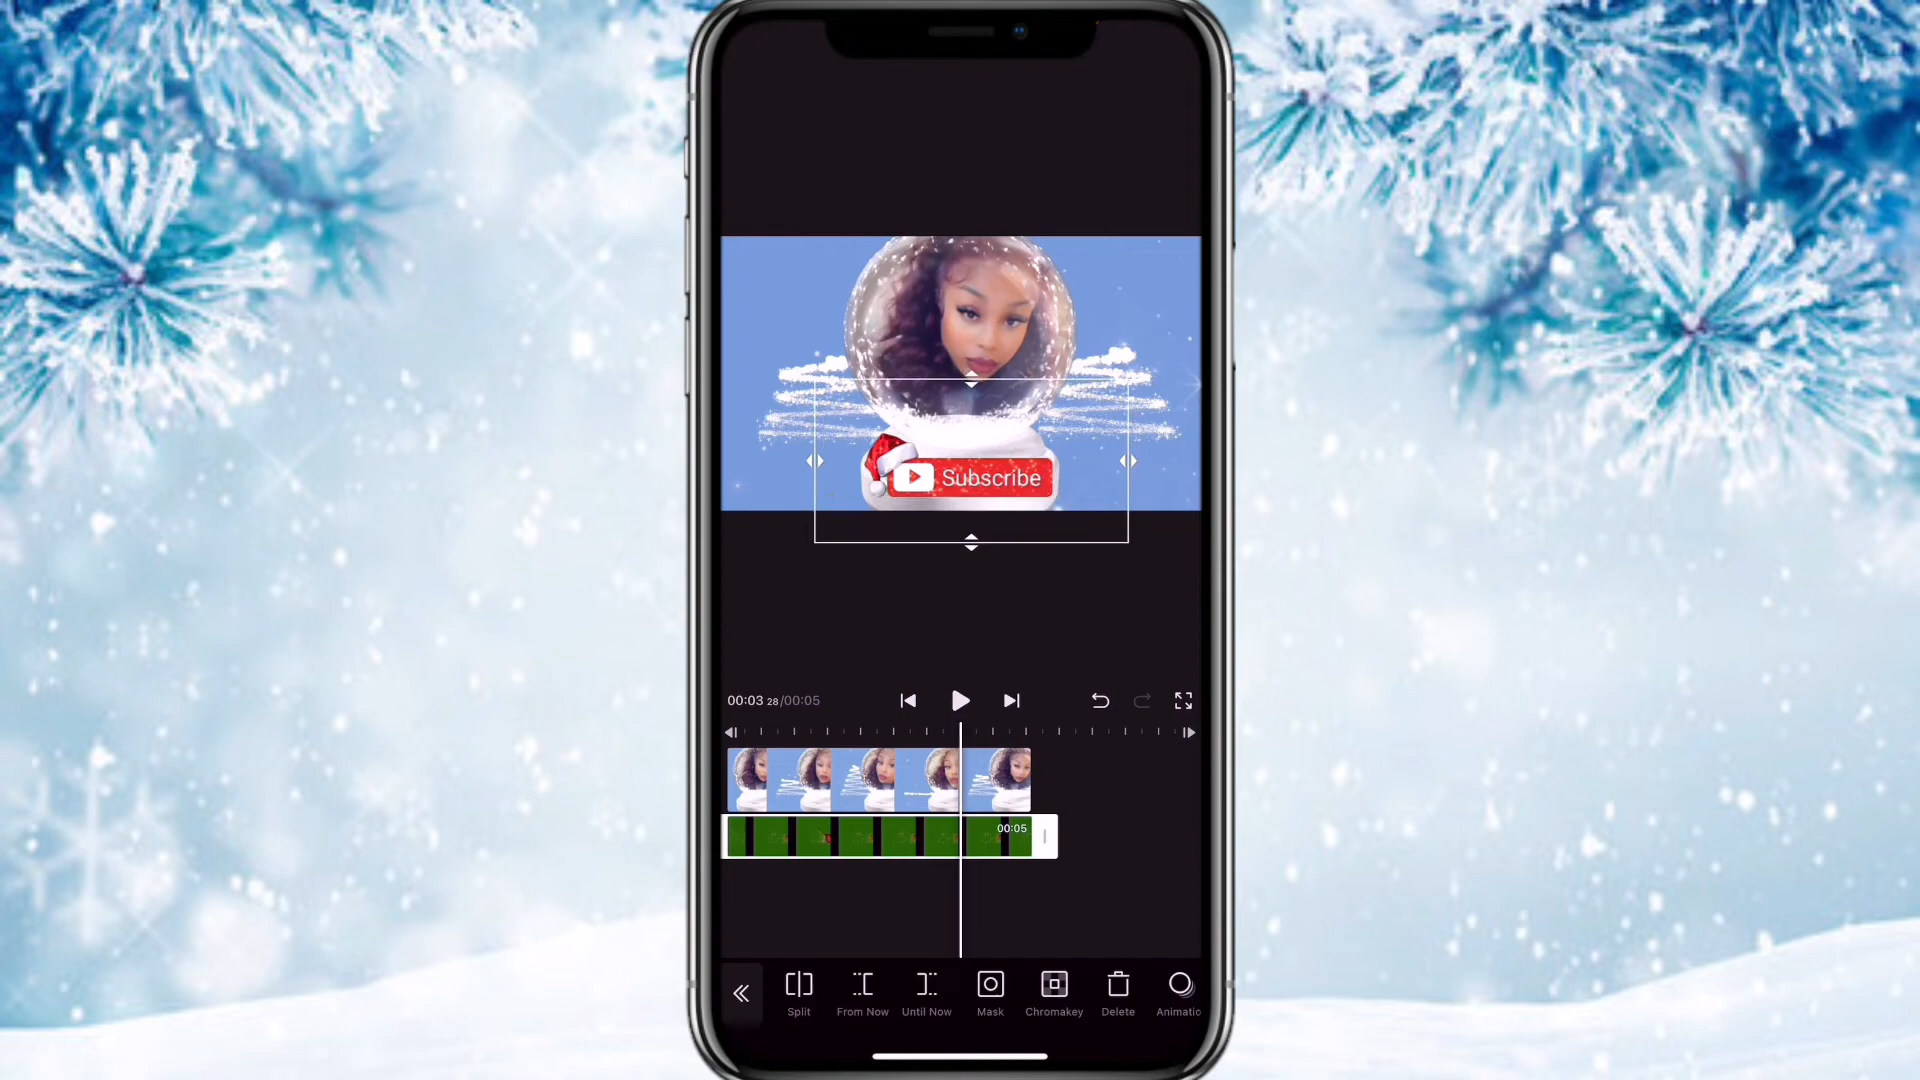 Subscribe
00:03 28/00:05
00:05
Split
From Now
Until Now
Mask
Chromakey
Delete
Animatio